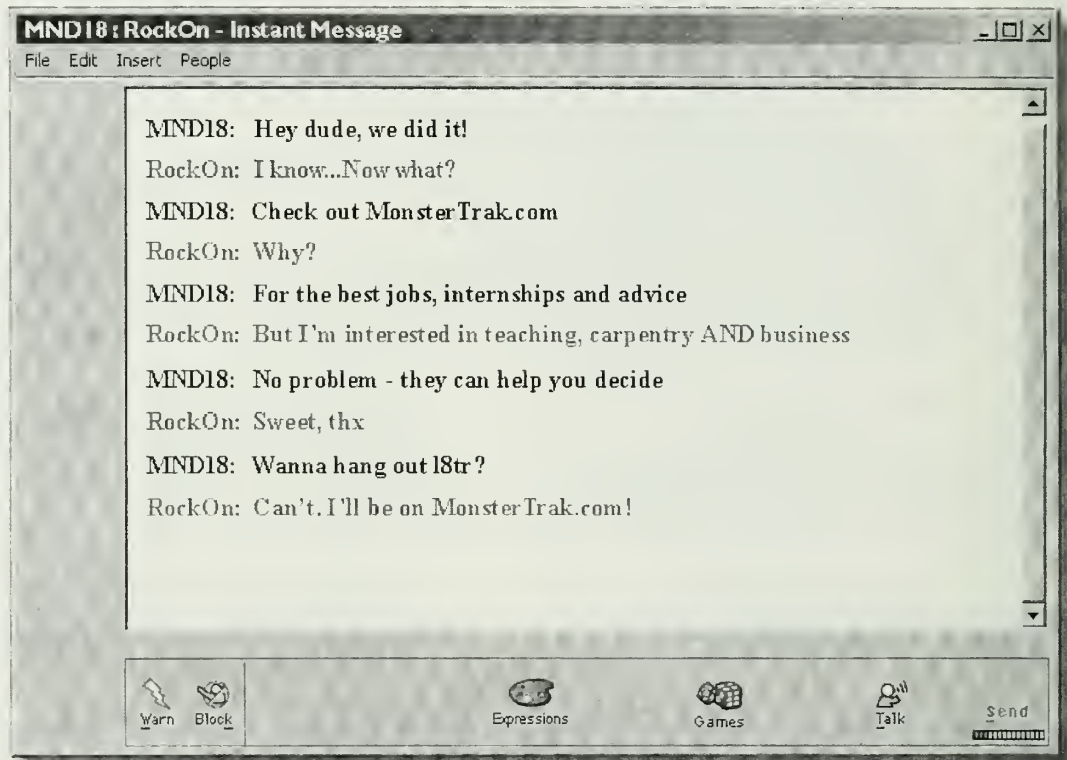 MND18: RockOn - Instant Message
File Edit Insert People
MND18: Hey dude, we did it!
RockOn: I know...Now what?
MND18: Check out MonsterTrak.com
RockOn: Why?
MND18: For the best jobs, internships and advice
RockOn: But I'm interested in teaching, carpentry AND business
MND18: No problem - they can help you decide
RockOn: Sweet, thx
MND18: Wanna hang out l8tr?
RockOn: Can't. I'll be on MonsterTrak.com!
Warn Block Expressions Games Talk Send